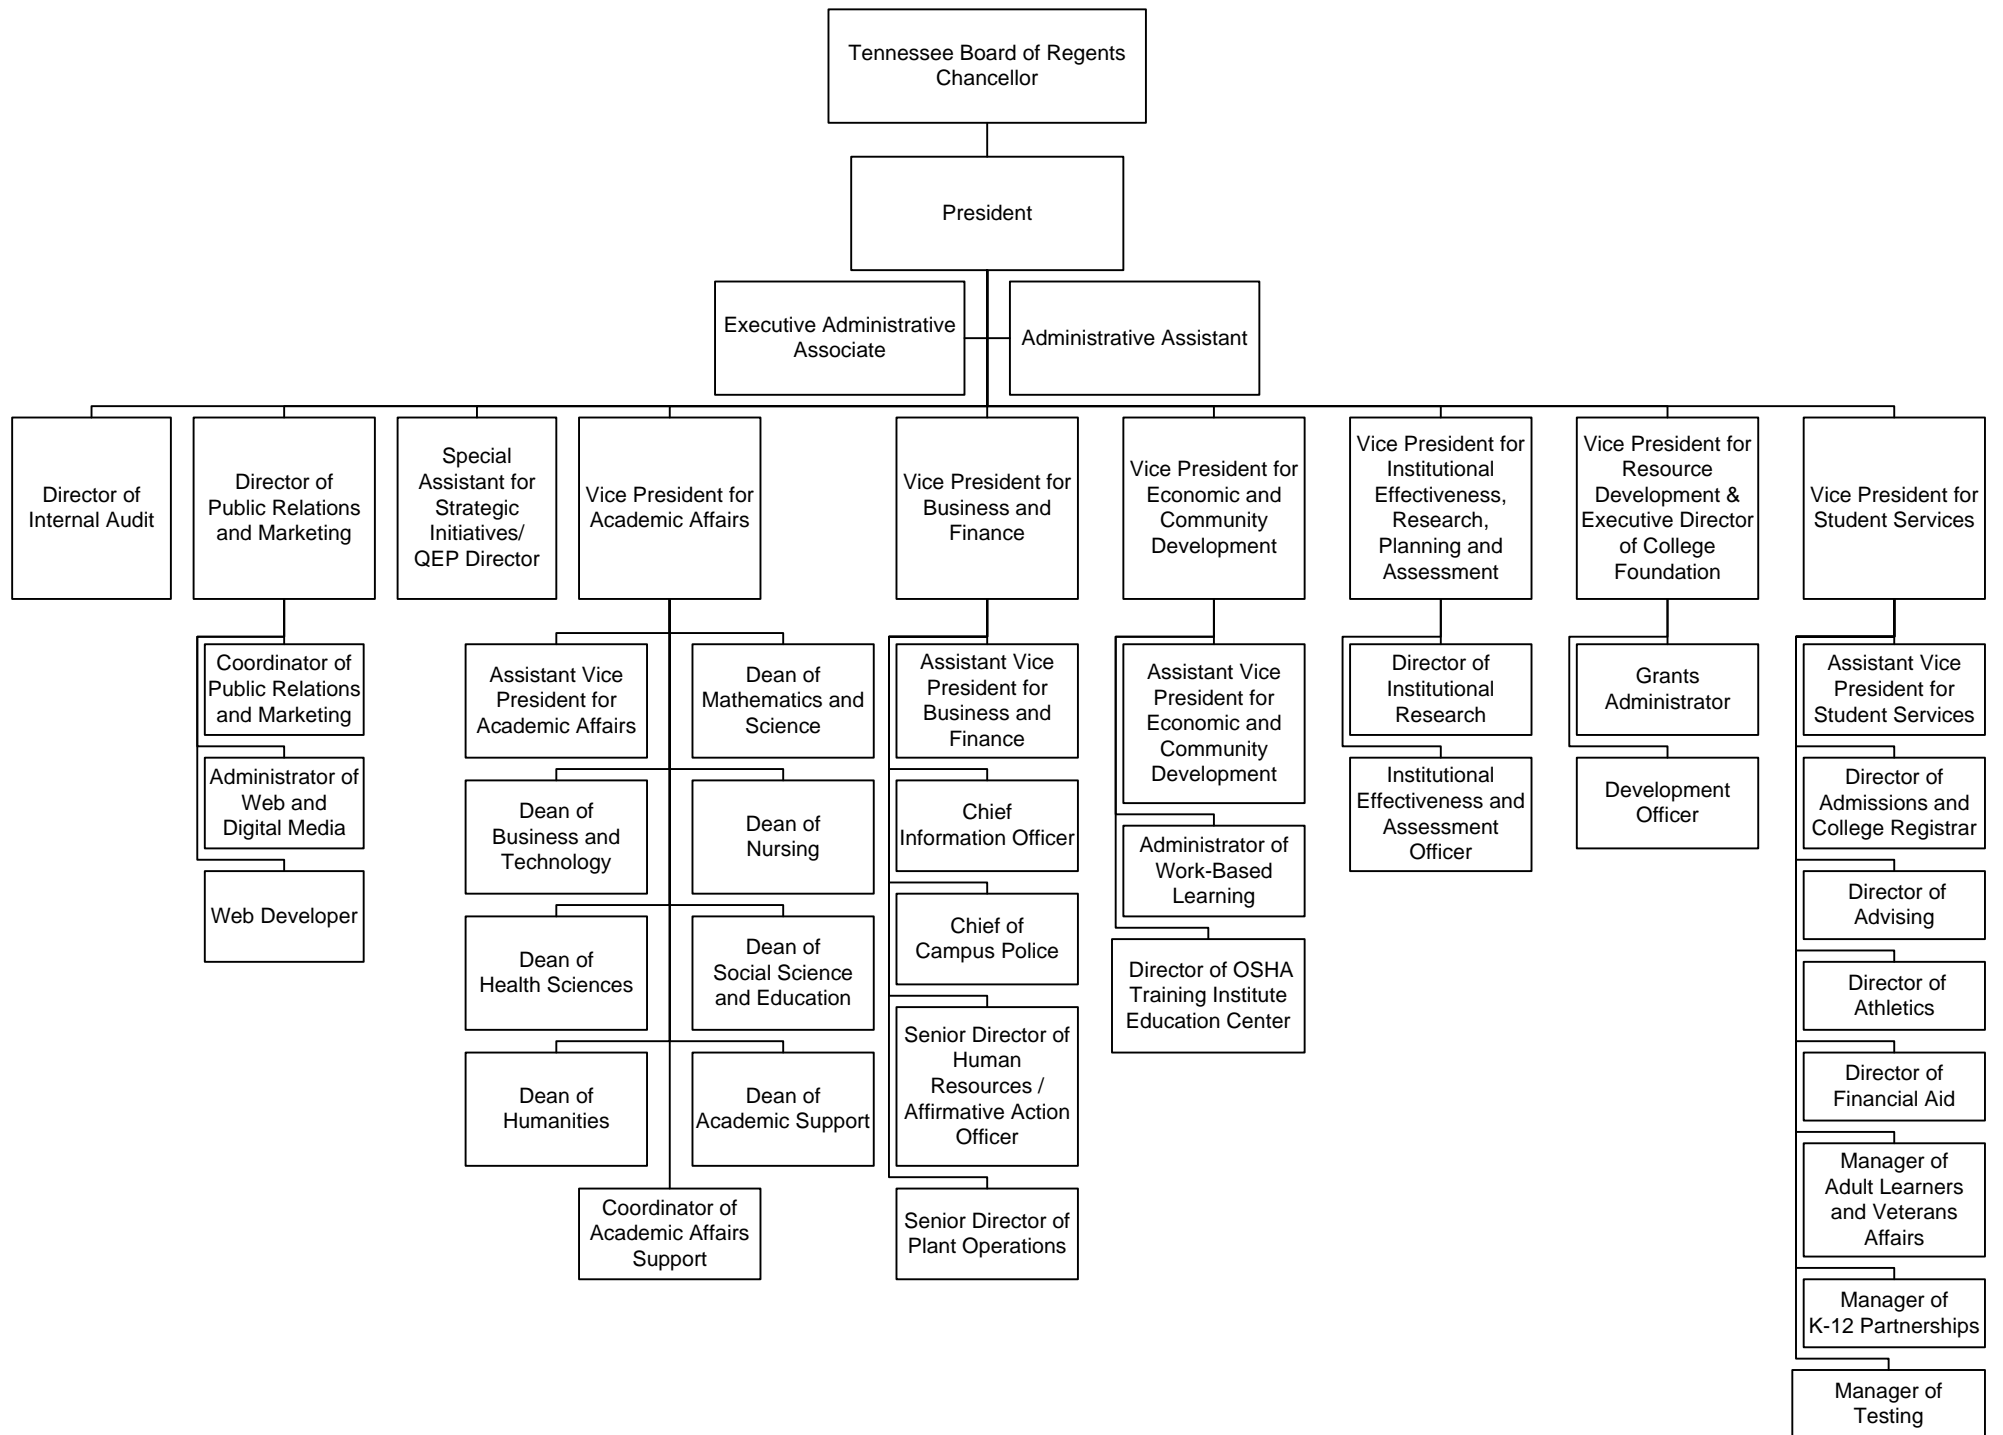 Tennessee Board of Regents
Chancellor
President
Executive Administrative
Associate
Administrative Assistant
Director of
Internal Audit
Director of
Public Relations
and Marketing
Special
Assistant for
Strategic
Initiatives/
QEP Director
Vice President for
Academic Affairs
Vice President for
Business and
Finance
Vice President for
Economic and
Community
Development
Vice President for
Institutional
Effectiveness,
Research,
Planning and
Assessment
Vice President for
Resource
Development &
Executive Director
of College
Foundation
Vice President for
Student Services
Coordinator of
Public Relations
and Marketing
Administrator of
Web and
Digital Media
Web Developer
Assistant Vice
President for
Academic Affairs
Dean of
Mathematics and
Science
Dean of
Business and
Technology
Dean of
Nursing
Dean of
Health Sciences
Dean of
Social Science
and Education
Dean of
Humanities
Dean of
Academic Support
Coordinator of
Academic Affairs
Support
Assistant Vice
President for
Business and
Finance
Chief
Information Officer
Chief of
Campus Police
Senior Director of
Human
Resources /
Affirmative Action
Officer
Senior Director of
Plant Operations
Assistant Vice
President for
Economic and
Community
Development
Administrator of
Work-Based
Learning
Director of OSHA
Training Institute
Education Center
Director of
Institutional
Research
Institutional
Effectiveness and
Assessment
Officer
Grants
Administrator
Development
Officer
Assistant Vice
President for
Student Services
Director of
Admissions and
College Registrar
Director of
Advising
Director of
Athletics
Director of
Financial Aid
Manager of
Adult Learners
and Veterans
Affairs
Manager of
K-12 Partnerships
Manager of
Testing